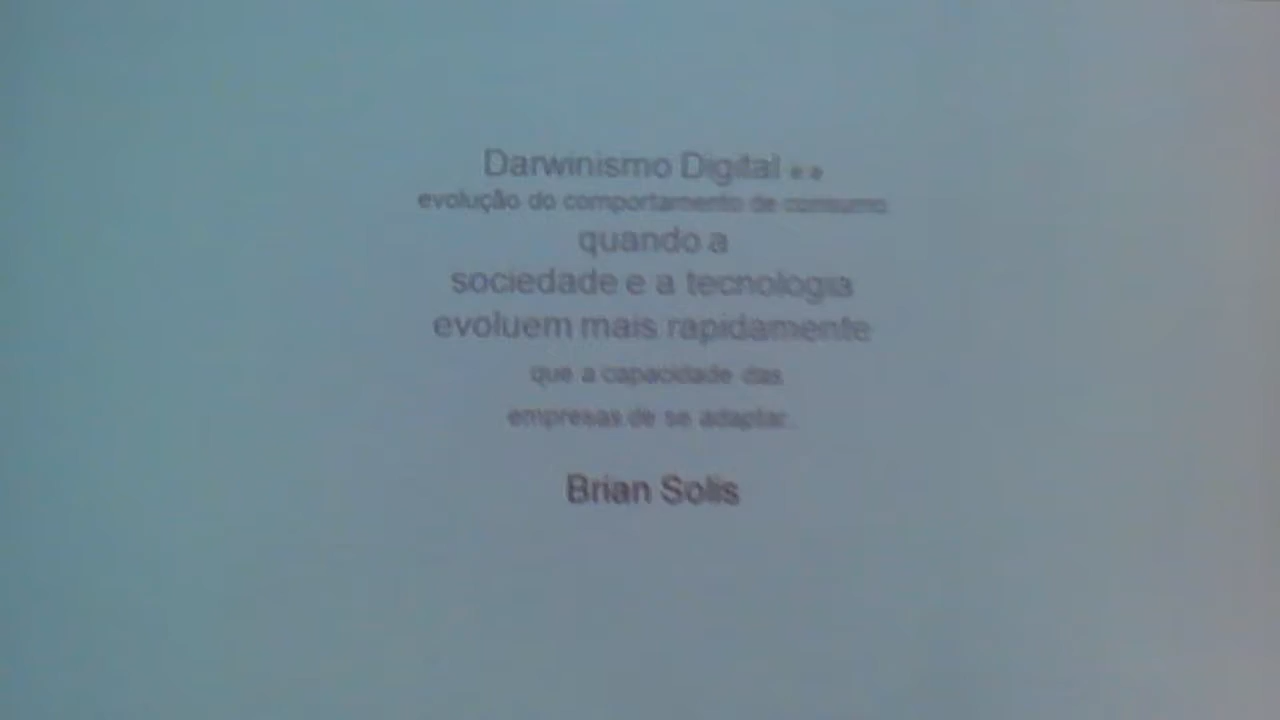 Darwinismo Digital e a
evolução do comportamento de consumo
quando a
sociedade e a tecnologia
evoluem mais rapidamente
que a capacidade das
empresas de se adaptar.
Brian Solis